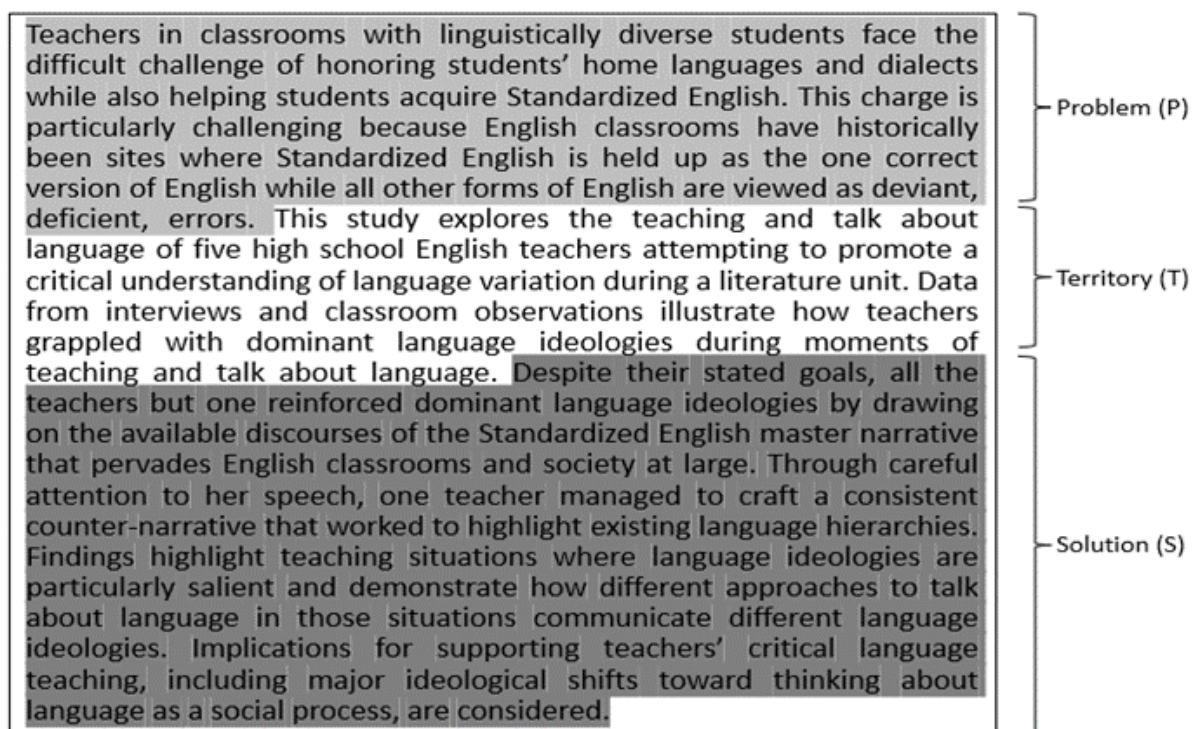 Teachers in classrooms with linguistically diverse students face the
difficult challenge of honoring students’ home languages and dialects
while also helping students acquire Standardized English. This charge is
particularly challenging because English classrooms have historically
been sites where Standardized English is held up as the one correct
version of English while all other forms of English are viewed as deviant,
deficient, errors. This study explores the teaching and talk about
language of five high school English teachers attempting to promote a
critical understanding of language variation during a literature unit. Data
from interviews and classroom observations illustrate how teachers
grappled with dominant language ideologies during moments of
teaching and talk about language. Despite their stated goals, all the
teachers but one reinforced dominant language ideologies by drawing
on the available discourses of the Standardized English master narrative
that pervades English classrooms and society at large. Through careful
attention to her speech, one teacher managed to craft a consistent
counter-narrative that worked to highlight existing language hierarchies.
Findings highlight teaching situations where language ideologies are
particularly salient and demonstrate how different approaches to talk
about language in those situations communicate different language
ideologies. Implications for supporting teachers’ critical language
teaching, including major ideological shifts toward thinking about
language as a social process, are considered.
Problem (P)
Territory (T)
Solution (S)